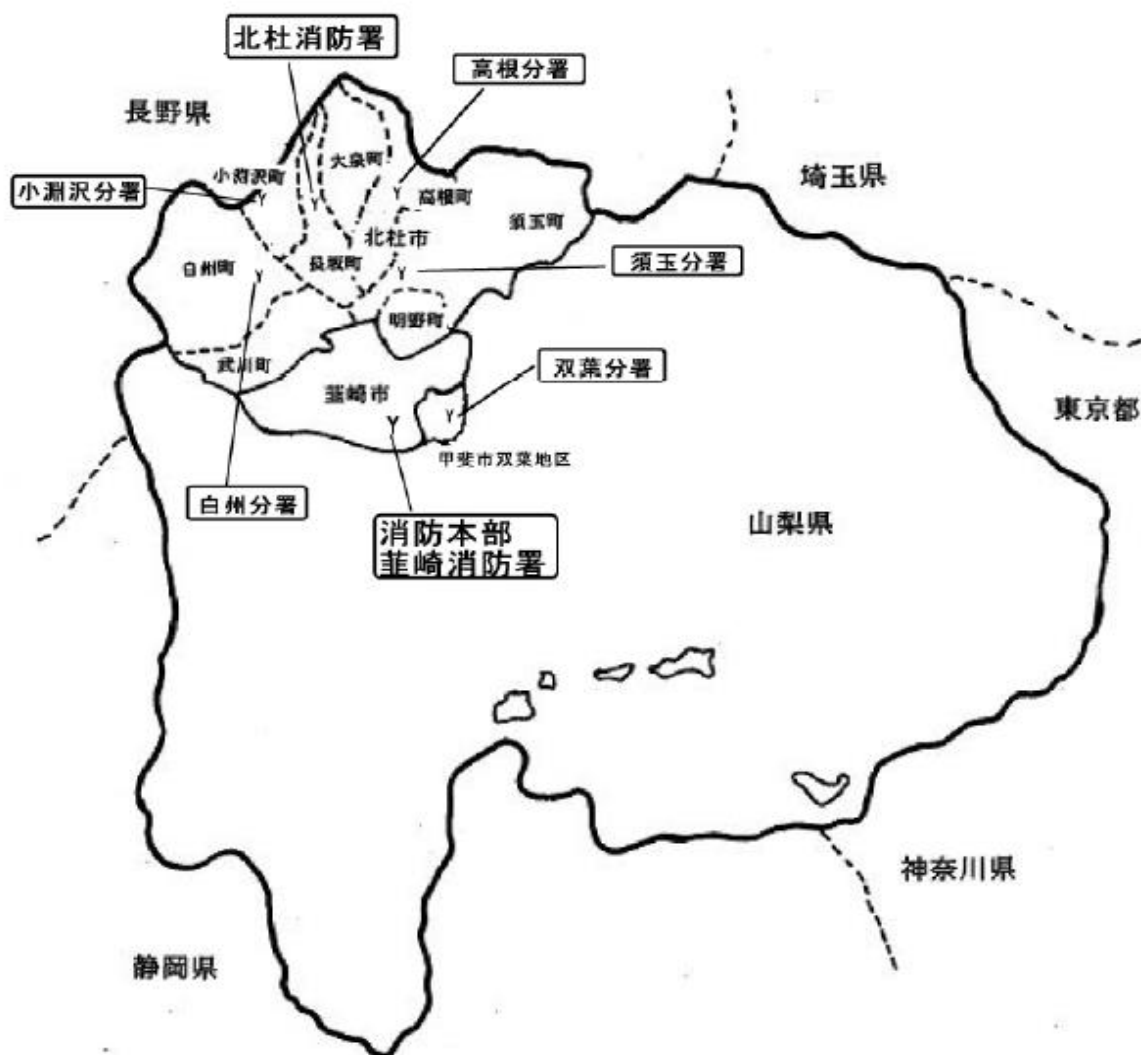 北杜消防署
高根分署
長野県
大泉町
埼玉県
小淵沢町
小淵沢分署
高根町
須玉町
北杜市
白州町
長坂町
須玉分署
明野町
武川町
双葉分署
韮崎市
東京都
甲斐市双葉地区
白州分署
消防本部
韮崎消防署
山梨県
神奈川県
静岡県